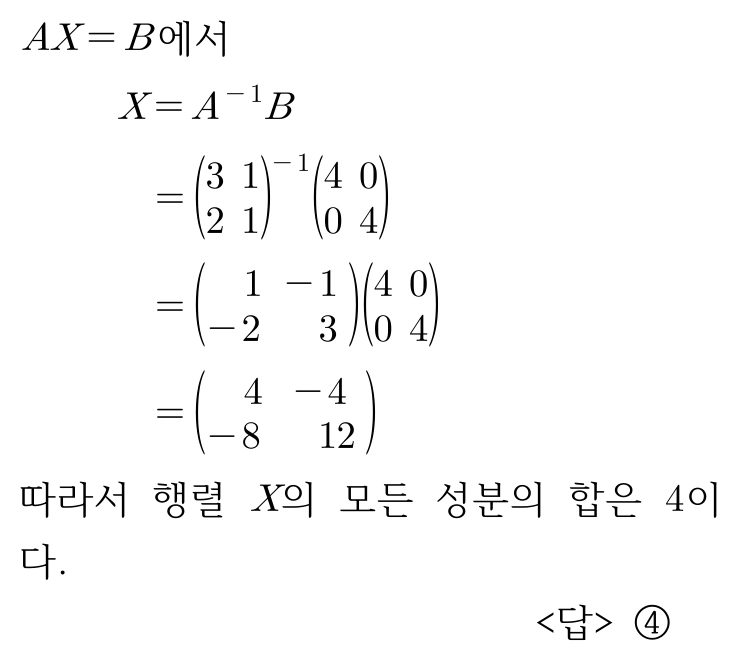 AX=B에서
X=A⁻¹B
=(3 1; 2 1)⁻¹(4 0; 0 4)
=(1 −1; −2 3)(4 0; 0 4)
=(4 −4; −8 12)
따라서 행렬 X의 모든 성분의 합은 4이
다.
<답> ④